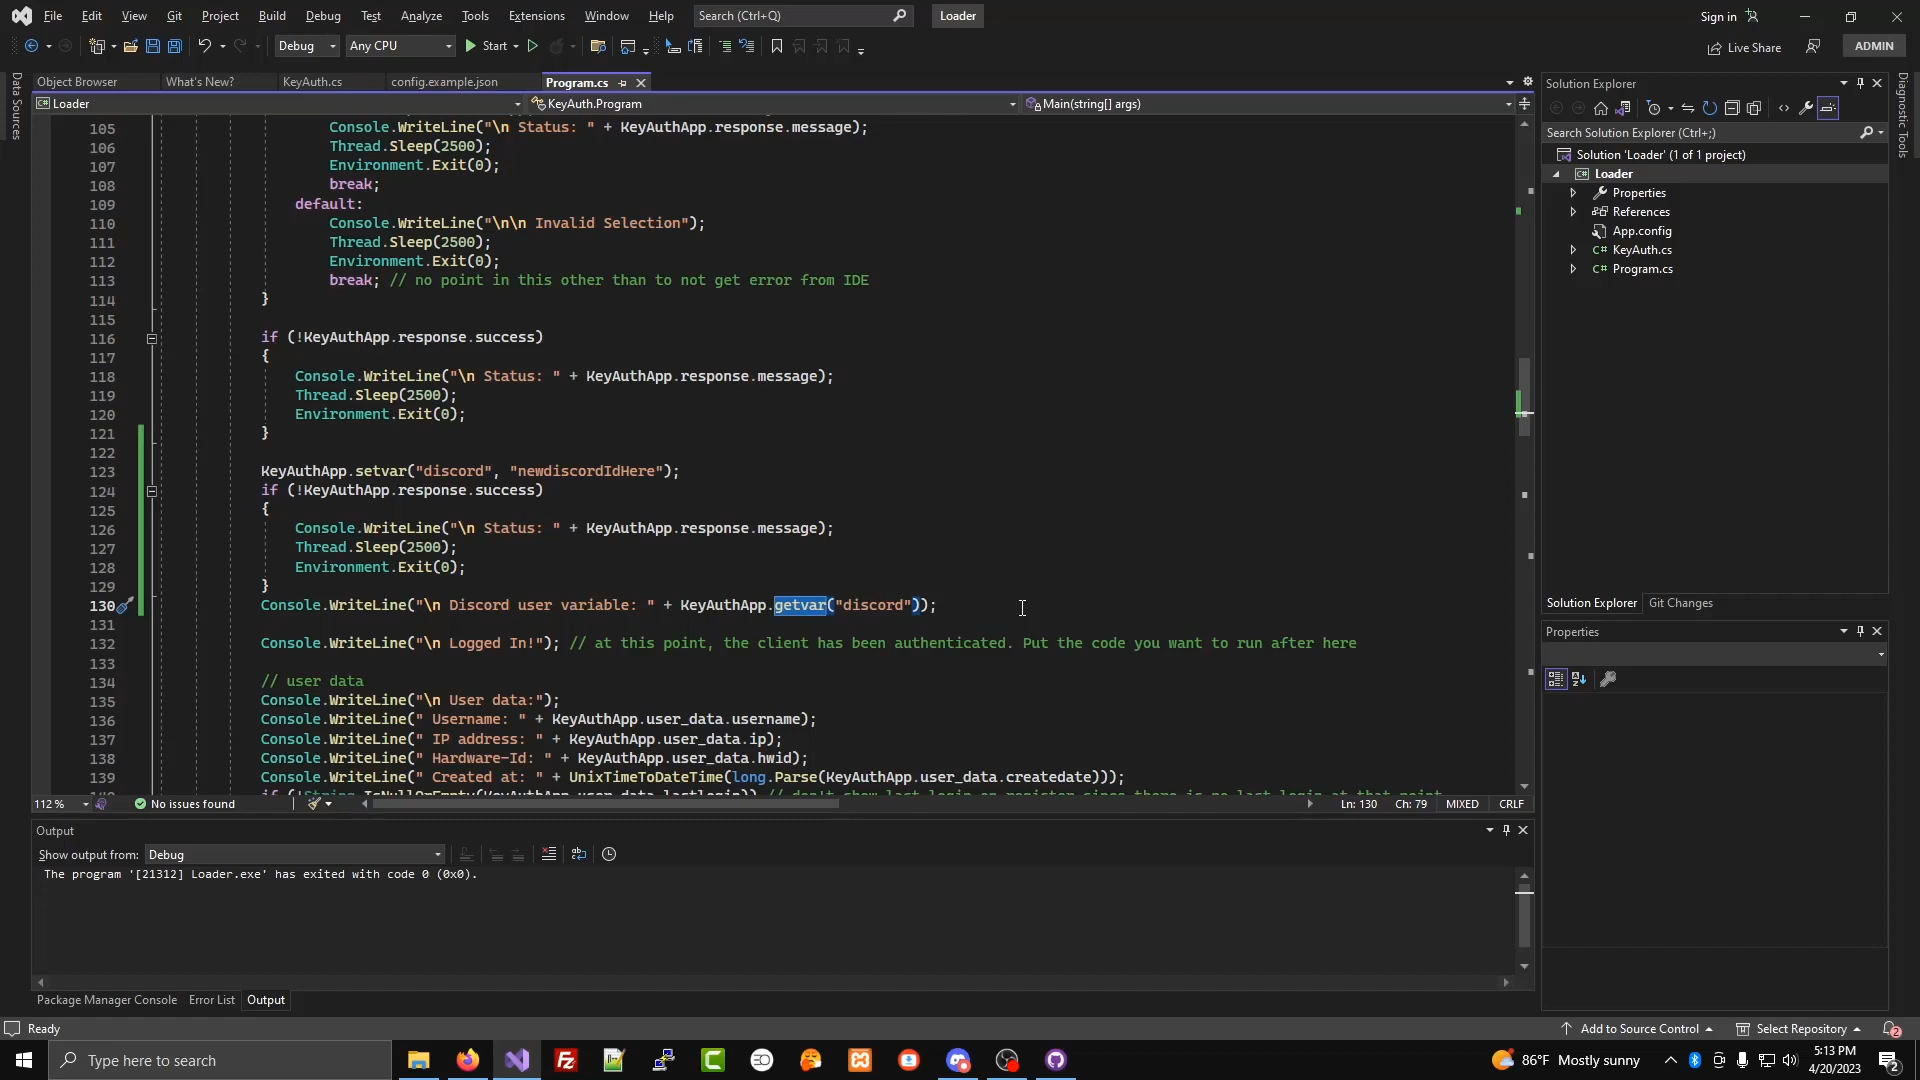 File Edit View Git Project Build Debug Test Analyze Tools Extensions Window Help Search (Ctrl+Q) Loader Sign in
Debug Any CPU Start Live Share ADMIN
Object Browser What's New? KeyAuth.cs config.example.json Program.cs
Loader KeyAuth.Program Main(string[] args)
Data Sources
105 Console.WriteLine("\n Status: " + KeyAuthApp.response.message);
106 Thread.Sleep(2500);
107 Environment.Exit(0);
108 break;
109 default:
110 Console.WriteLine("\n\n Invalid Selection");
111 Thread.Sleep(2500);
112 Environment.Exit(0);
113 break; // no point in this other than to not get error from IDE
114 }
115
116 if (!KeyAuthApp.response.success)
117 {
118 Console.WriteLine("\n Status: " + KeyAuthApp.response.message);
119 Thread.Sleep(2500);
120 Environment.Exit(0);
121 }
122
123 KeyAuthApp.setvar("discord", "newdiscordIdHere");
124 if (!KeyAuthApp.response.success)
125 {
126 Console.WriteLine("\n Status: " + KeyAuthApp.response.message);
127 Thread.Sleep(2500);
128 Environment.Exit(0);
129 }
130 Console.WriteLine("\n Discord user variable: " + KeyAuthApp.getvar("discord"));
131
132 Console.WriteLine("\n Logged In!"); // at this point, the client has been authenticated. Put the code you want to run after here
133
134 // user data
135 Console.WriteLine("\n User data:");
136 Console.WriteLine(" Username: " + KeyAuthApp.user_data.username);
137 Console.WriteLine(" IP address: " + KeyAuthApp.user_data.ip);
138 Console.WriteLine(" Hardware-Id: " + KeyAuthApp.user_data.hwid);
139 Console.WriteLine(" Created at: " + UnixTimeToDateTime(long.Parse(KeyAuthApp.user_data.createdate)));
112 % No issues found Ln: 130 Ch: 79 MIXED CRLF
Output
Show output from: Debug
The program '[21312] Loader.exe' has exited with code 0 (0x0).
Package Manager Console Error List Output
Solution Explorer
Search Solution Explorer (Ctrl+;)
Solution 'Loader' (1 of 1 project)
Loader
Properties
References
App.config
C# KeyAuth.cs
C# Program.cs
Solution Explorer Git Changes
Properties
Diagnostic Tools
Ready Add to Source Control Select Repository 2
Type here to search 86°F Mostly sunny 5:13 PM
4/20/2023 2